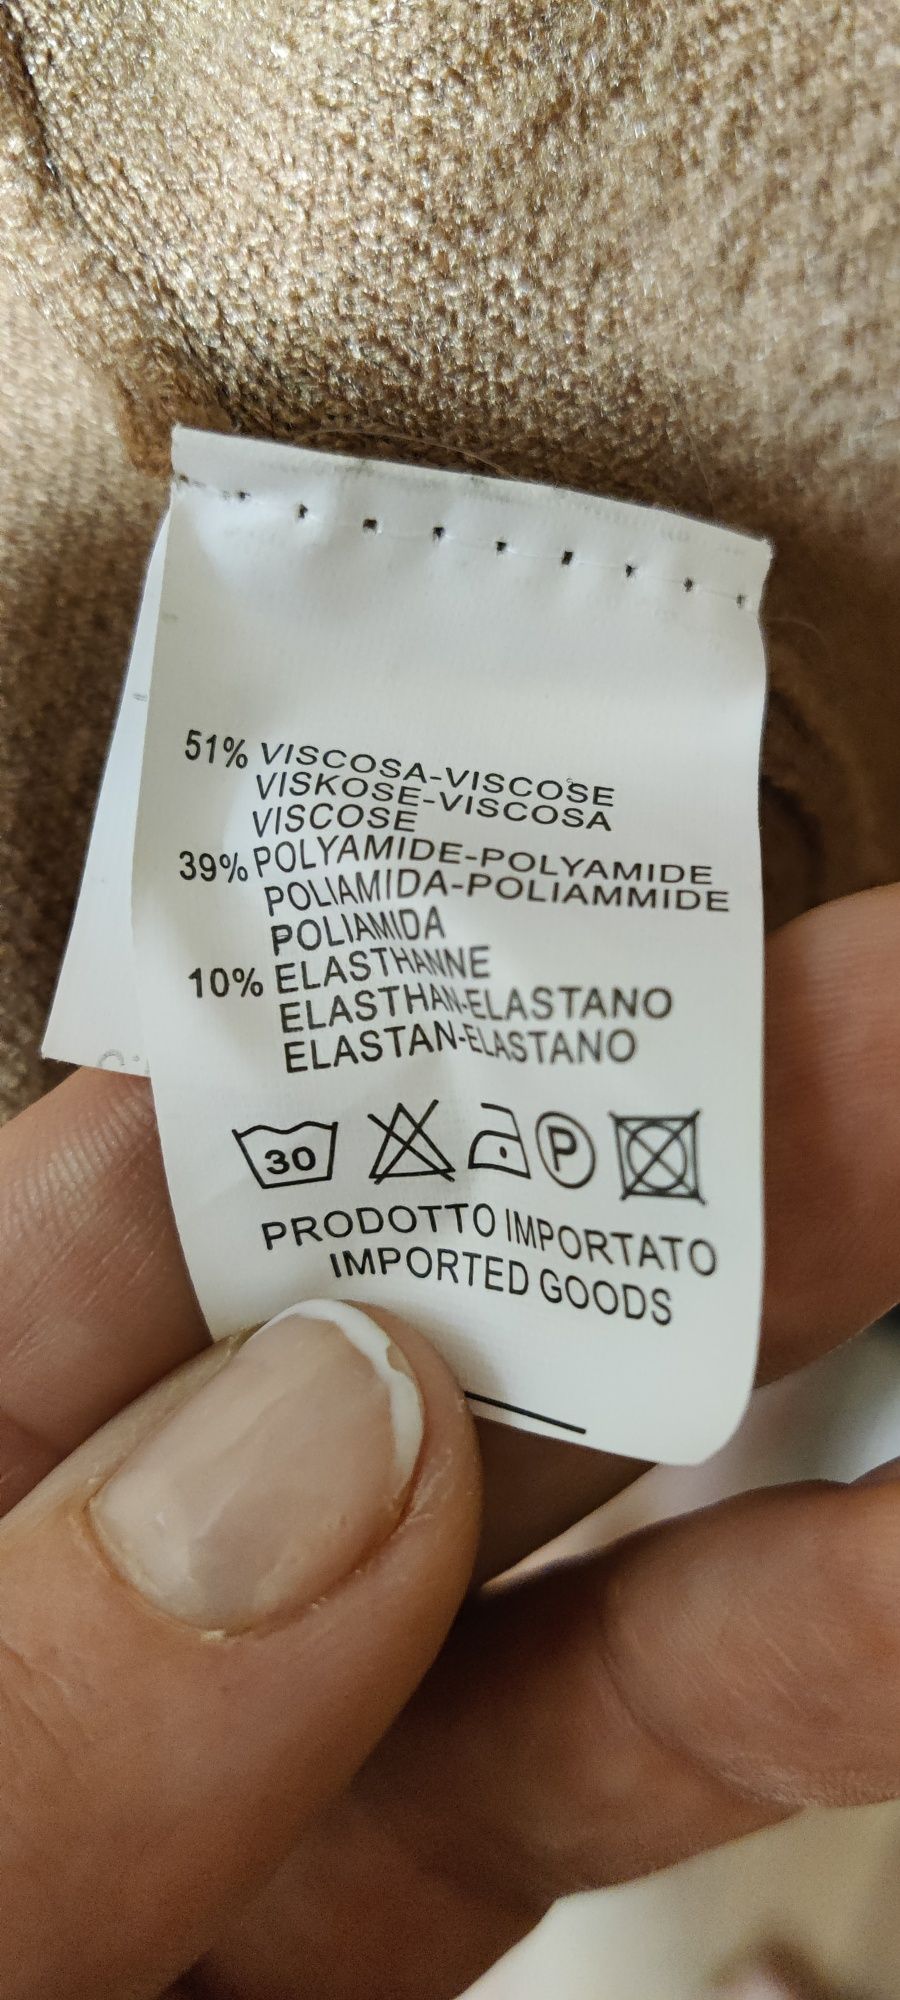 51% VISCOSA-VISCOSE
VISKOSE-VISCOSA
VISCOSE
39% POLYAMIDE-POLYAMIDE
POLIAMIDA-POLIAMMIDE
POLIAMIDA
10% ELASTHANNE
ELASTHAN-ELASTANO
ELASTAN-ELASTANO
30 P
PRODOTTO IMPORTATO
IMPORTED GOODS